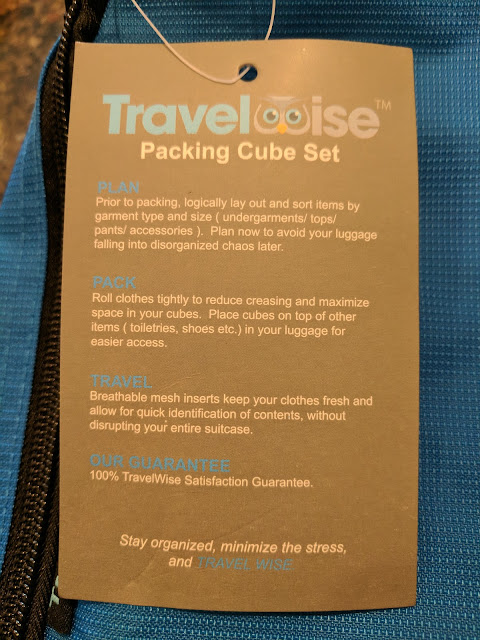 TravelWise™
Packing Cube Set
PLAN
Prior to packing, logically lay out and sort items by
garment type and size ( undergarments/ tops/
pants/ accessories ). Plan now to avoid your luggage
falling into disorganized chaos later.
PACK
Roll clothes tightly to reduce creasing and maximize
space in your cubes. Place cubes on top of other
items ( toiletries, shoes etc.) in your luggage for
easier access.
TRAVEL
Breathable mesh inserts keep your clothes fresh and
allow for quick identification of contents, without
disrupting your entire suitcase.
OUR GUARANTEE
100% TravelWise Satisfaction Guarantee.
Stay organized, minimize the stress,
and TRAVEL WISE.